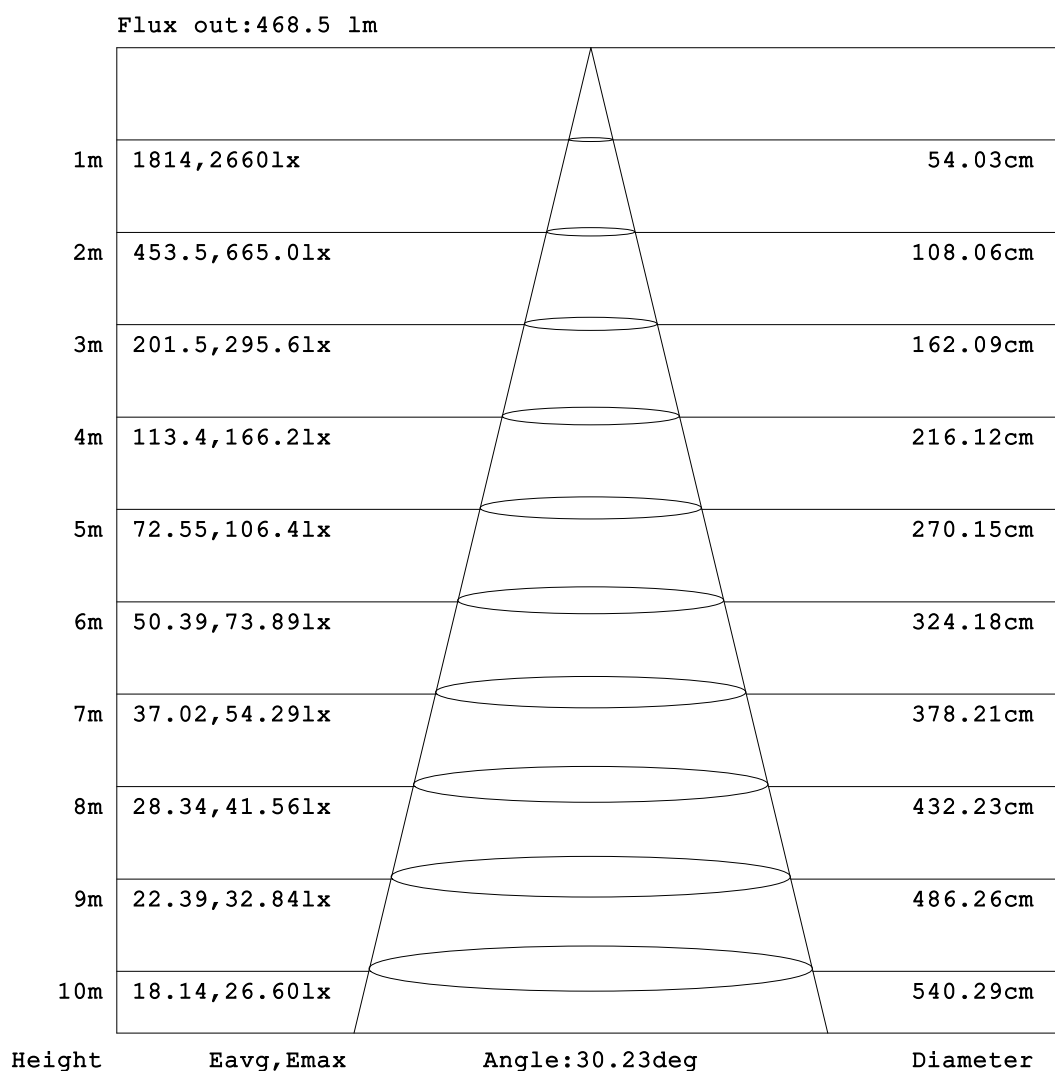 Flux out:468.5 lm
1m 1814,2660lx 54.03cm
2m 453.5,665.0lx 108.06cm
3m 201.5,295.6lx 162.09cm
4m 113.4,166.2lx 216.12cm
5m 72.55,106.4lx 270.15cm
6m 50.39,73.89lx 324.18cm
7m 37.02,54.29lx 378.21cm
8m 28.34,41.56lx 432.23cm
9m 22.39,32.84lx 486.26cm
10m 18.14,26.60lx 540.29cm
Height Eavg,Emax Angle:30.23deg Diameter